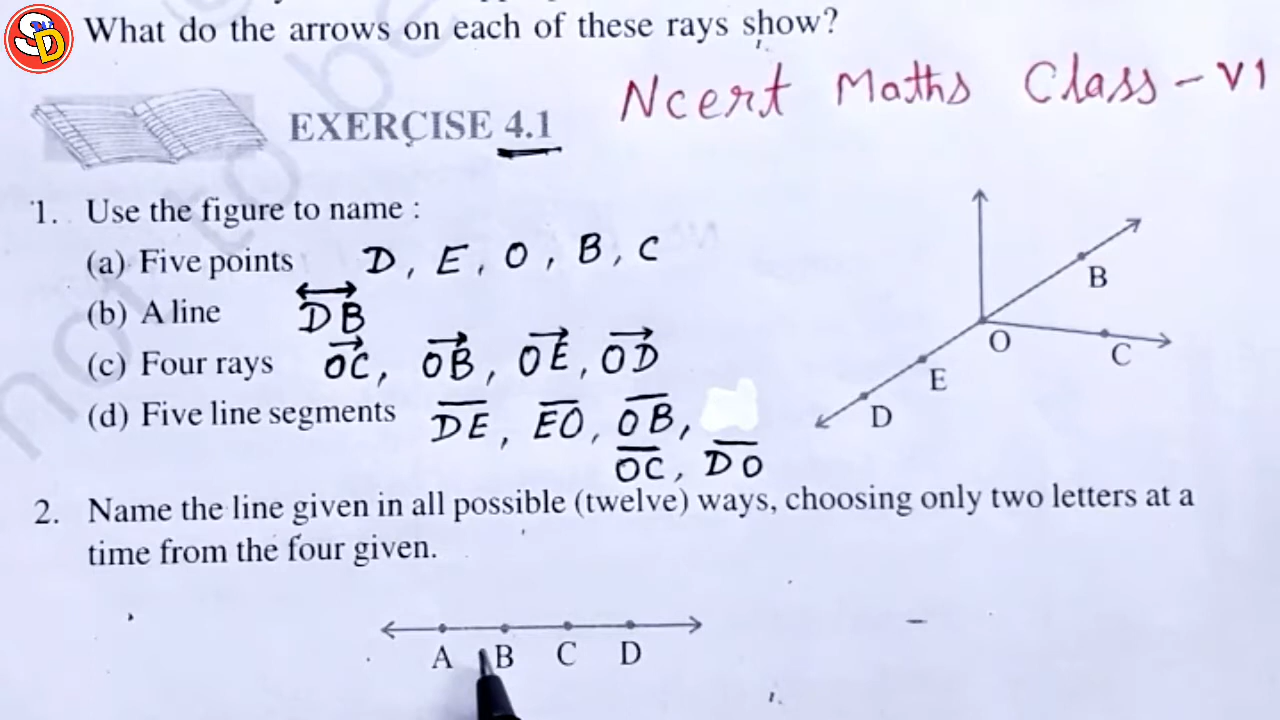 SD
What do the arrows on each of these rays show?
Ncert Maths Class - VI
EXERCISE 4.1
1. Use the figure to name :
(a) Five points D, E, O, B, C
(b) A line DB
(c) Four rays OC, OB, OE, OD
(d) Five line segments DE, EO, OB,
OC, DO
B
O
C
E
D
2. Name the line given in all possible (twelve) ways, choosing only two letters at a
time from the four given.
A B C D